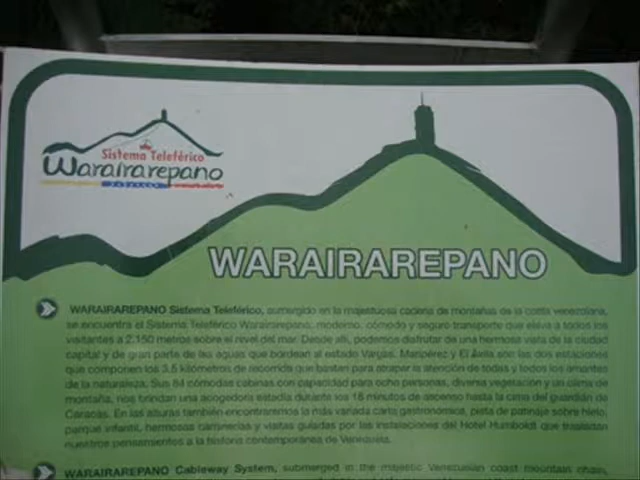 Sistema Teleférico
Warairarepano
WARAIRAREPANO
WARAIRAREPANO Sistema Teleférico, sumergido en la majestuosa cadena de montañas de la costa venezolana,
se encuentra el Sistema Teleférico Warairarepano, moderno, cómodo y seguro transporte que eleva a todos los
visitantes a 2.150 metros sobre el nivel del mar. Desde allí, podemos disfrutar de una hermosa vista de la ciudad
capital y de gran parte de las aguas que bordean al estado Vargas. Maripérez y El Ávila son las dos estaciones
que componen los 3,5 kilómetros de recorrido que bastan para atrapar la atención de todas y todos los amantes
de la naturaleza. Sus 84 cómodas cabinas con capacidad para ocho personas, diversa vegetación y un clima de
montaña, nos brindan una acogedora estadía durante los 18 minutos de ascenso hasta la cima del guardián de
Caracas. En las alturas también encontraremos la más variada carta gastronómica, pista de patinaje sobre hielo,
parque infantil, hermosas caminerías y visitas guiadas por las instalaciones del Hotel Humboldt que trasladan
nuestros pensamientos a la historia contemporánea de Venezuela.
WARAIRAREPANO Cableway System, submerged in the majestic Venezuelan coast mountain chain,